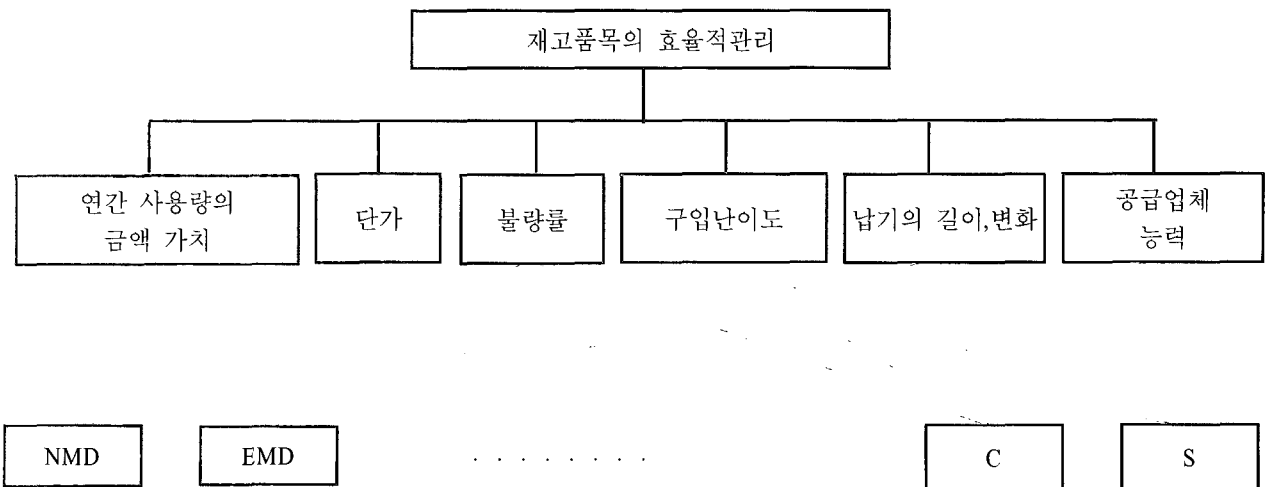 재고품목의 효율적관리
연간 사용량의
금액 가치
단가
불량률
구입난이도
납기의 길이,변화
공급업체
능력
NMD
EMD
. . . . . . . .
C
S